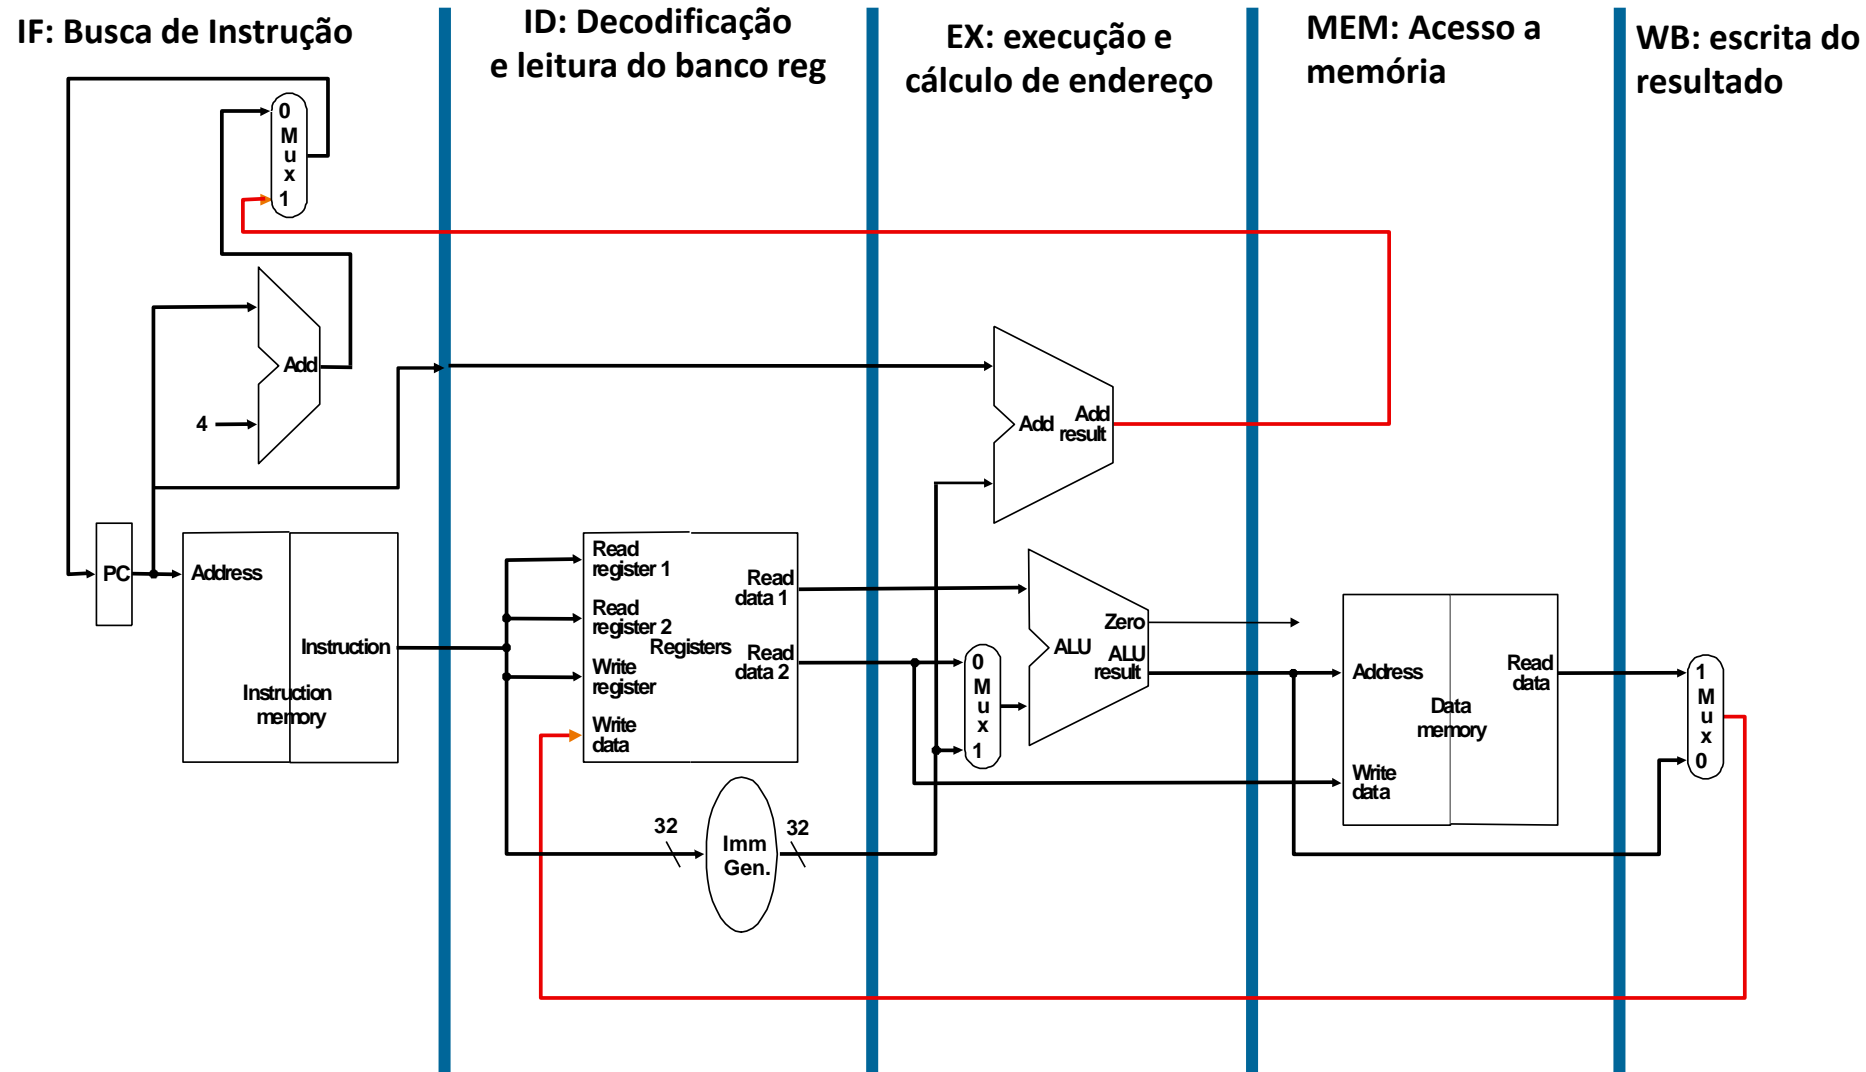 IF: Busca de Instrução
ID: Decodificação
e leitura do banco reg
EX: execução e
cálculo de endereço
MEM: Acesso a
memória
WB: escrita do
resultado
0
M
u
x
1
Add
4
PC
Address
Instruction
Instruction
memory
Read
register 1
Read
register 2
Write
register
Write
data
Registers
Read
data 1
Read
data 2
32
Imm
Gen.
32
Add
Add
result
0
M
u
x
1
ALU
Zero
ALU
result
Address
Write
data
Data
memory
Read
data
1
M
u
x
0